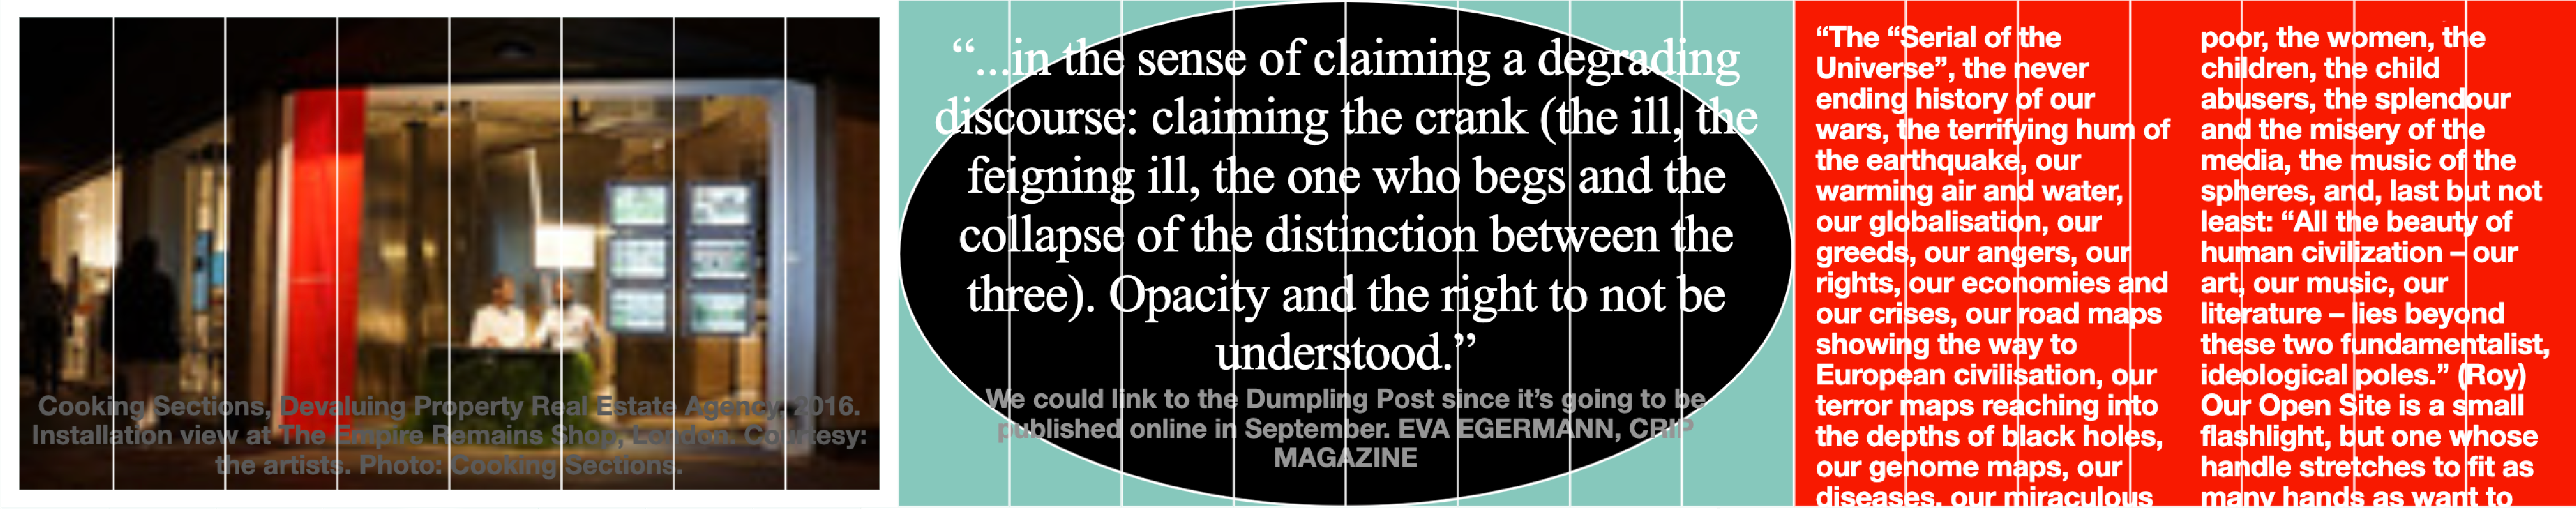 Cooking Sections, Devaluing Property Real Estate Agency, 2016.
Installation view at The Empire Remains Shop, London. Courtesy:
the artists. Photo: Cooking Sections.
“...in the sense of claiming a degrading
discourse: claiming the crank (the ill, the
feigning ill, the one who begs and the
collapse of the distinction between the
three). Opacity and the right to not be
understood.”
We could link to the Dumpling Post since it’s going to be
published online in September. EVA EGERMANN, CRIP
MAGAZINE
“The “Serial of the
Universe”, the never
ending history of our
wars, the terrifying hum of
the earthquake, our
warming air and water,
our globalisation, our
greeds, our angers, our
rights, our economies and
our crises, our road maps
showing the way to
European civilisation, our
terror maps reaching into
the depths of black holes,
our genome maps, our
diseases, our miraculous
poor, the women, the
children, the child
abusers, the splendour
and the misery of the
media, the music of the
spheres, and, last but not
least: “All the beauty of
human civilization – our
art, our music, our
literature – lies beyond
these two fundamentalist,
ideological poles.” (Roy)
Our Open Site is a small
flashlight, but one whose
handle stretches to fit as
many hands as want to